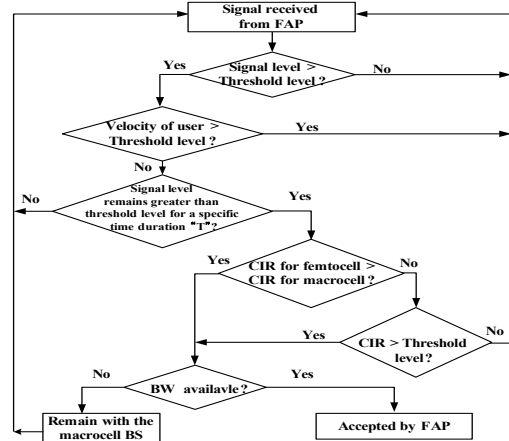 Signal received
from FAP
Signal level >
Threshold level ?
Yes
No
Velocity of user >
Threshold level ?
Yes
No
Signal level
remains greater than
threshold level for a specific
time duration "T"?
No
Yes
CIR for femtocell >
CIR for macrocell ?
Yes
No
CIR > Threshold
level ?
Yes
No
BW availavle?
No
Yes
Remain with the
macrocell BS
Accepted by FAP